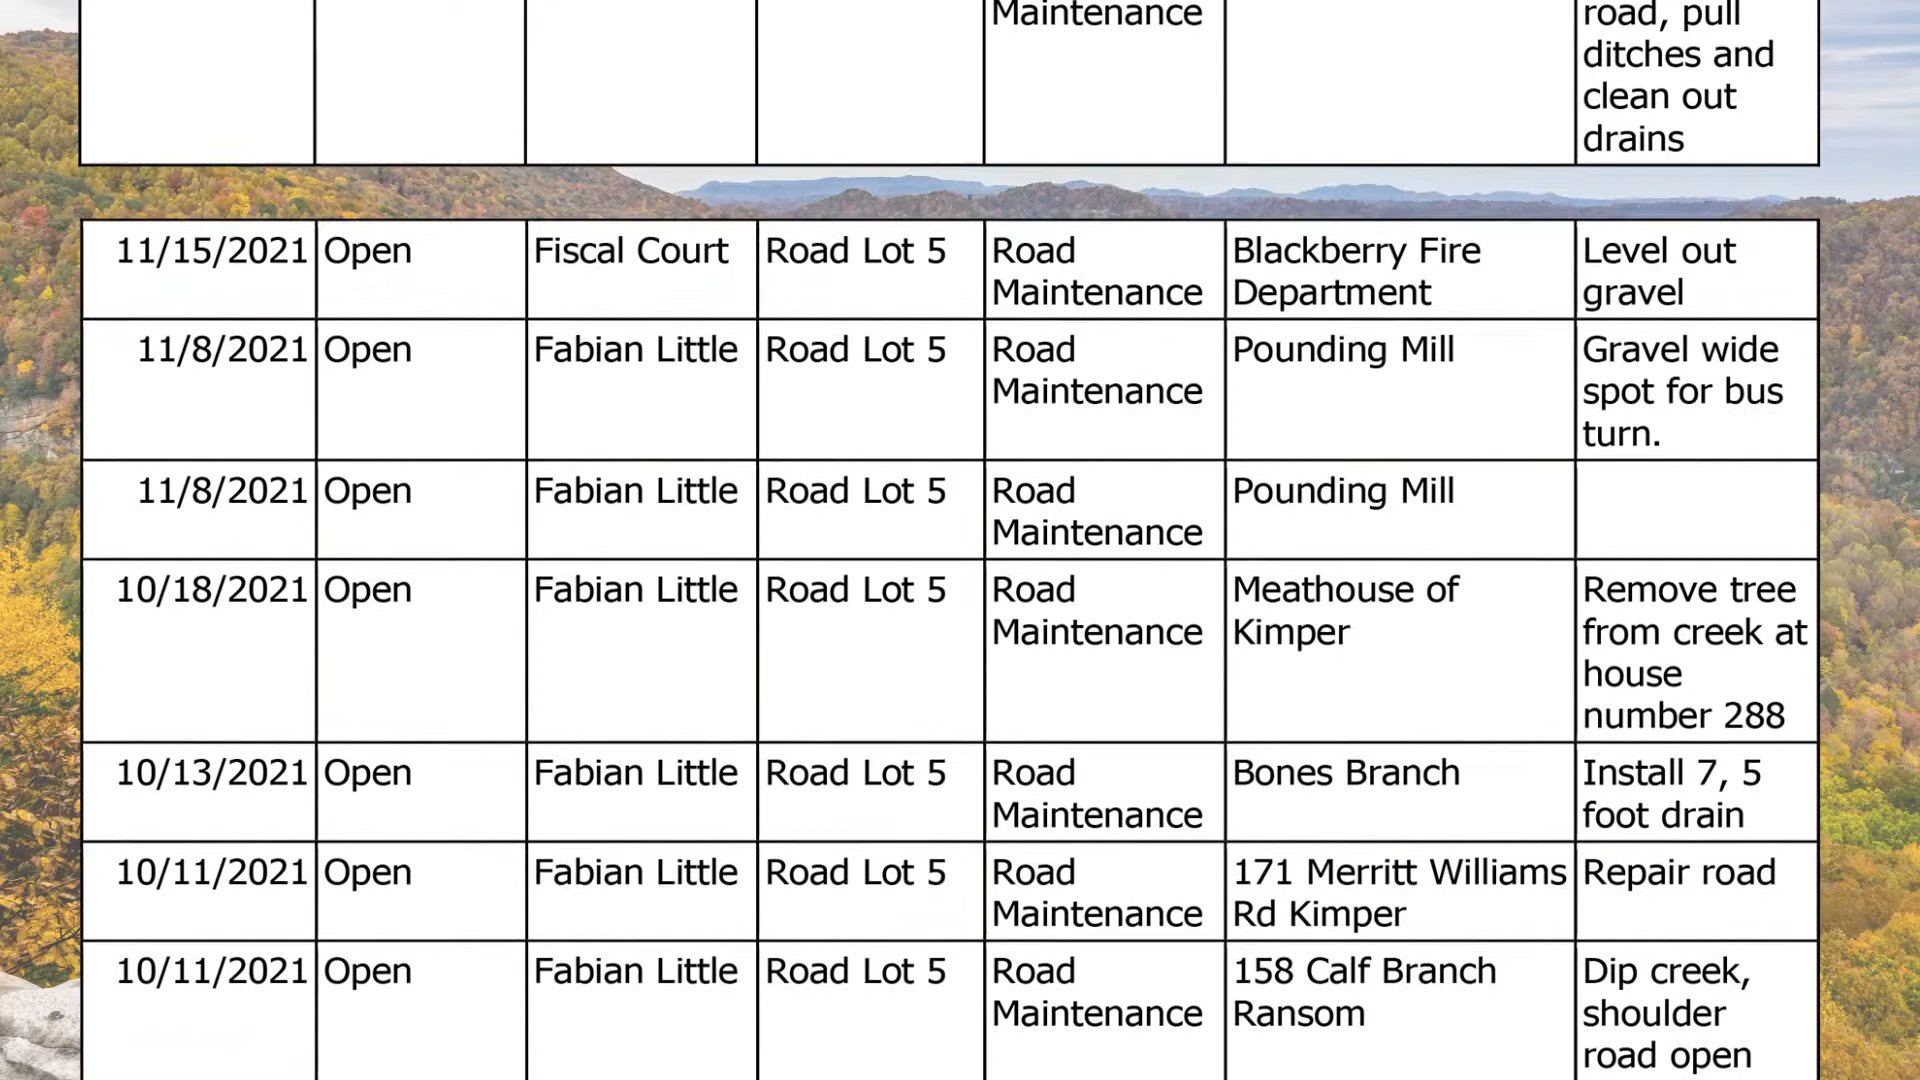 Maintenance
road, pull
ditches and
clean out
drains
11/15/2021 Open Fiscal Court Road Lot 5 Road Blackberry Fire Level out
Maintenance Department gravel
11/8/2021 Open Fabian Little Road Lot 5 Road Pounding Mill Gravel wide
Maintenance spot for bus
turn.
11/8/2021 Open Fabian Little Road Lot 5 Road Pounding Mill
Maintenance
10/18/2021 Open Fabian Little Road Lot 5 Road Meathouse of Remove tree
Maintenance Kimper from creek at
house
number 288
10/13/2021 Open Fabian Little Road Lot 5 Road Bones Branch Install 7, 5
Maintenance foot drain
10/11/2021 Open Fabian Little Road Lot 5 Road 171 Merritt Williams Repair road
Maintenance Rd Kimper
10/11/2021 Open Fabian Little Road Lot 5 Road 158 Calf Branch Dip creek,
Maintenance Ransom shoulder
road open